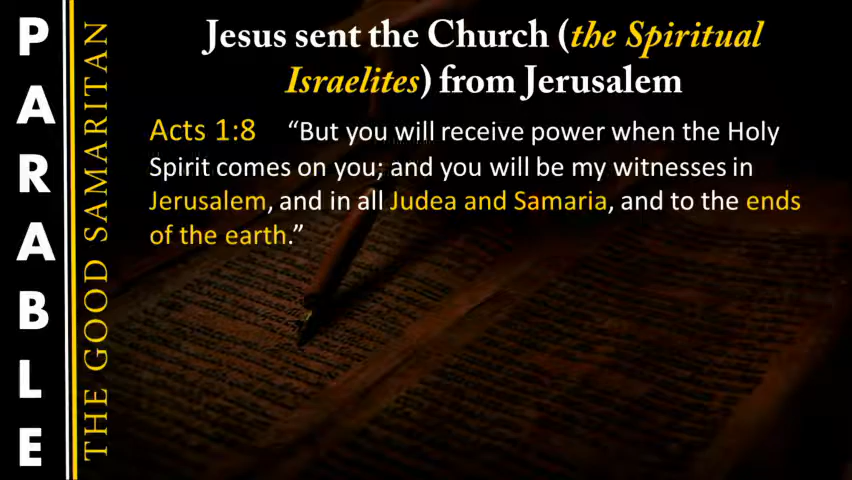 PARABLE
THE GOOD SAMARITAN
Jesus sent the Church (the Spiritual
Israelites) from Jerusalem
Acts 1:8 “But you will receive power when the Holy
Spirit comes on you; and you will be my witnesses in
Jerusalem, and in all Judea and Samaria, and to the ends
of the earth.”